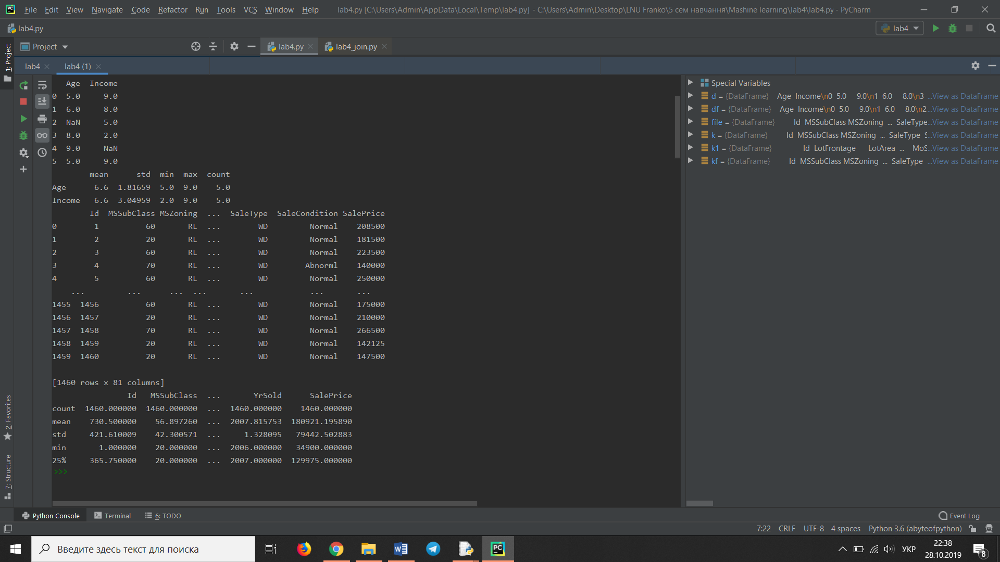 File Edit View Navigate Code Refactor Run Tools VCS Window Help lab4.py [C:\Users\Admin\AppData\Local\Temp\lab4.py] - C:\Users\Admin\Desktop\LNU Franko\5 сем навчання\Mashine learning\lab4\lab4.py - PyCharm
lab4.py lab4
Project lab4.py lab4_join.py
1: Project
lab4 lab4 (1)
Age Income
0 5.0 9.0
1 6.0 8.0
2 NaN 5.0
3 8.0 2.0
4 9.0 NaN
5 5.0 9.0
mean std min max count
Age 6.6 1.81659 5.0 9.0 5.0
Income 6.6 3.04959 2.0 9.0 5.0
Id MSSubClass MSZoning ... SaleType SaleCondition SalePrice
0 1 60 RL ... WD Normal 208500
1 2 20 RL ... WD Normal 181500
2 3 60 RL ... WD Normal 223500
3 4 70 RL ... WD Abnorml 140000
4 5 60 RL ... WD Normal 250000
... ... ... ... ... ... ...
1455 1456 60 RL ... WD Normal 175000
1456 1457 20 RL ... WD Normal 210000
1457 1458 70 RL ... WD Normal 266500
1458 1459 20 RL ... WD Normal 142125
1459 1460 20 RL ... WD Normal 147500
[1460 rows x 81 columns]
Id MSSubClass ... YrSold SalePrice
count 1460.000000 1460.000000 ... 1460.000000 1460.000000
mean 730.500000 56.897260 ... 2007.815753 180921.195890
std 421.610009 42.300571 ... 1.328095 79442.502883
min 1.000000 20.000000 ... 2006.000000 34900.000000
25% 365.750000 20.000000 ... 2007.000000 129975.000000
>>>
Special Variables
d = {DataFrame} Age Income\n0 5.0 9.0\n1 6.0 8.0\n3 ...View as DataFrame
df = {DataFrame} Age Income\n0 5.0 9.0\n1 6.0 8.0\n2...View as DataFrame
file = {DataFrame} Id MSSubClass MSZoning ... SaleType...View as DataFrame
k = {DataFrame} Id MSSubClass MSZoning ... SaleType S...View as DataFrame
k1 = {DataFrame} Id LotFrontage LotArea ... MoS...View as DataFrame
kf = {DataFrame} Id MSSubClass MSZoning ... SaleType ...View as DataFrame
2: Favorites
7: Structure
Python Console Terminal 6: TODO Event Log
7:22 CRLF UTF-8 4 spaces Python 3.6 (abyteofpython)
Введите здесь текст для поиска
УКР
22:38
28.10.2019
8